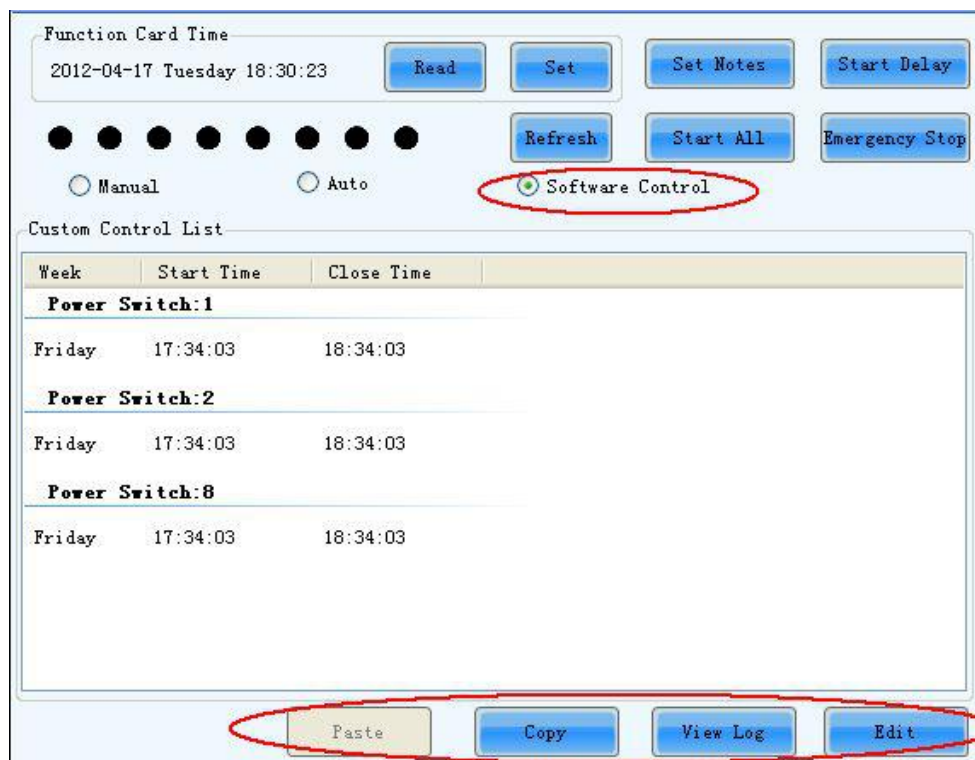 Function Card Time
2012-04-17 Tuesday 18:30:23 Read Set Set Notes Start Delay
Refresh Start All Emergency Stop
Manual Auto Software Control
Custom Control List
Week Start Time Close Time
Power Switch:1
Friday 17:34:03 18:34:03
Power Switch:2
Friday 17:34:03 18:34:03
Power Switch:8
Friday 17:34:03 18:34:03
Paste Copy View Log Edit